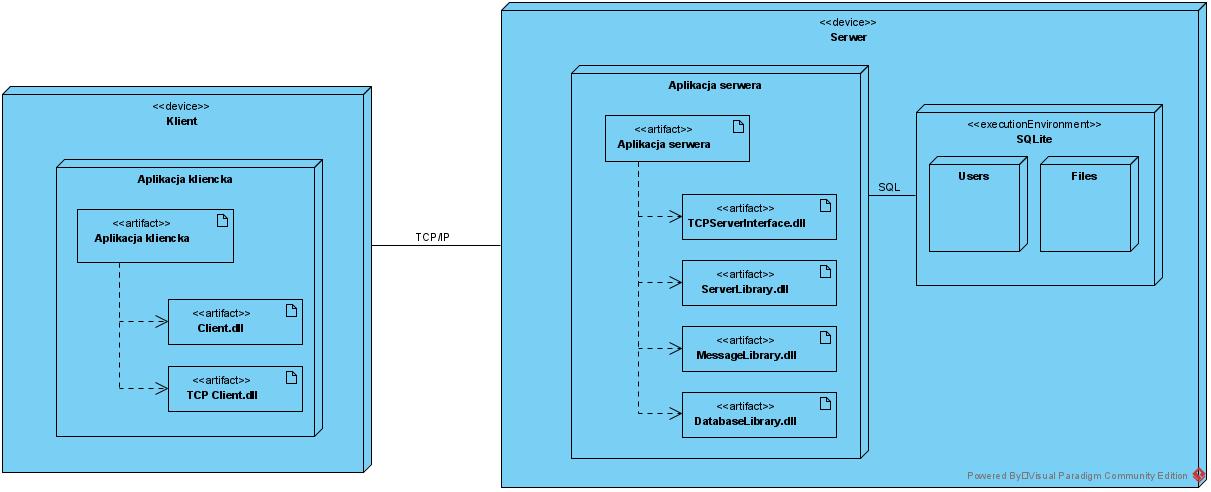 <<device>>
Klient
Aplikacja kliencka
<<artifact>>
Aplikacja kliencka
<<artifact>>
Client.dll
<<artifact>>
TCP Client.dll
TCP/IP
<<device>>
Serwer
Aplikacja serwera
<<artifact>>
Aplikacja serwera
<<artifact>>
TCPServerInterface.dll
<<artifact>>
ServerLibrary.dll
<<artifact>>
MessageLibrary.dll
<<artifact>>
DatabaseLibrary.dll
SQL
<<executionEnvironment>>
SQLite
Users
Files
Powered By□Visual Paradigm Community Edition